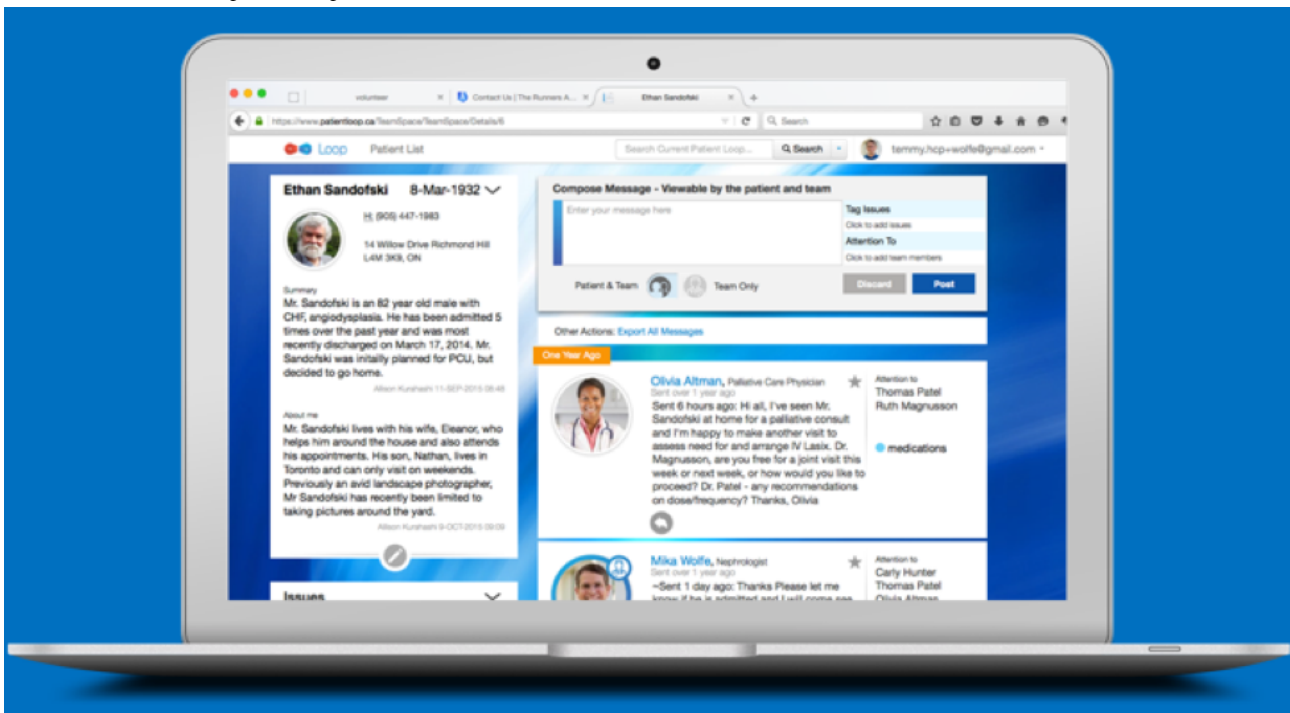 volunteer
Contact Us | The Runners A...
Ethan Sandofski
https://www.patientloop.ca/TeamSpace/TeamSpace/Details/6
Search
Loop
Patient List
Search Current Patient Loop...
Search
temmy.hcp+wolfe@gmail.com
Ethan Sandofski 8-Mar-1932
H: (905) 447-1983
14 Willow Drive Richmond Hill
L4M 3K9, ON
Summary
Mr. Sandofski is an 82 year old male with
CHF, angiodysplasia. He has been admitted 5
times over the past year and was most
recently discharged on March 17, 2014. Mr.
Sandofski was initally planned for PCU, but
decided to go home.
Allison Kurahashi 11-SEP-2015 08:48
About me
Mr. Sandofski lives with his wife, Eleanor, who
helps him around the house and also attends
his appointments. His son, Nathan, lives in
Toronto and can only visit on weekends.
Previously an avid landscape photographer,
Mr Sandofski has recently been limited to
taking pictures around the yard.
Allison Kurahashi 9-OCT-2015 09:09
Issues
Compose Message - Viewable by the patient and team
Enter your message here
Tag Issues
Click to add issues
Attention To
Click to add team members
Patient & Team
Team Only
Discard
Post
Other Actions: Export All Messages
One Year Ago
Olivia Altman, Palliative Care Physician
Sent over 1 year ago
Sent 6 hours ago: Hi all, I've seen Mr.
Sandofski at home for a palliative consult
and I'm happy to make another visit to
assess need for and arrange IV Lasix. Dr.
Magnusson, are you free for a joint visit this
week or next week, or how would you like to
proceed? Dr. Patel - any recommendations
on dose/frequency? Thanks, Olivia
Attention to
Thomas Patel
Ruth Magnusson
medications
Mika Wolfe, Nephrologist
Sent over 1 year ago
~Sent 1 day ago: Thanks Please let me
know if he is admitted and I will come see
Attention to
Carly Hunter
Thomas Patel
Olivia Altman